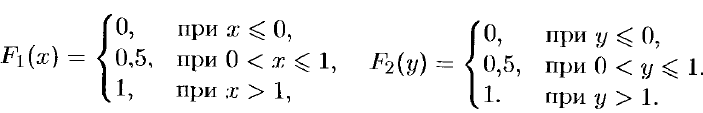 F₁(x) = { 0, при x ⩽ 0, 0,5, при 0 < x ⩽ 1, 1, при x > 1,
F₂(y) = { 0, при y ⩽ 0, 0,5, при 0 < y ⩽ 1. 1. при y > 1.